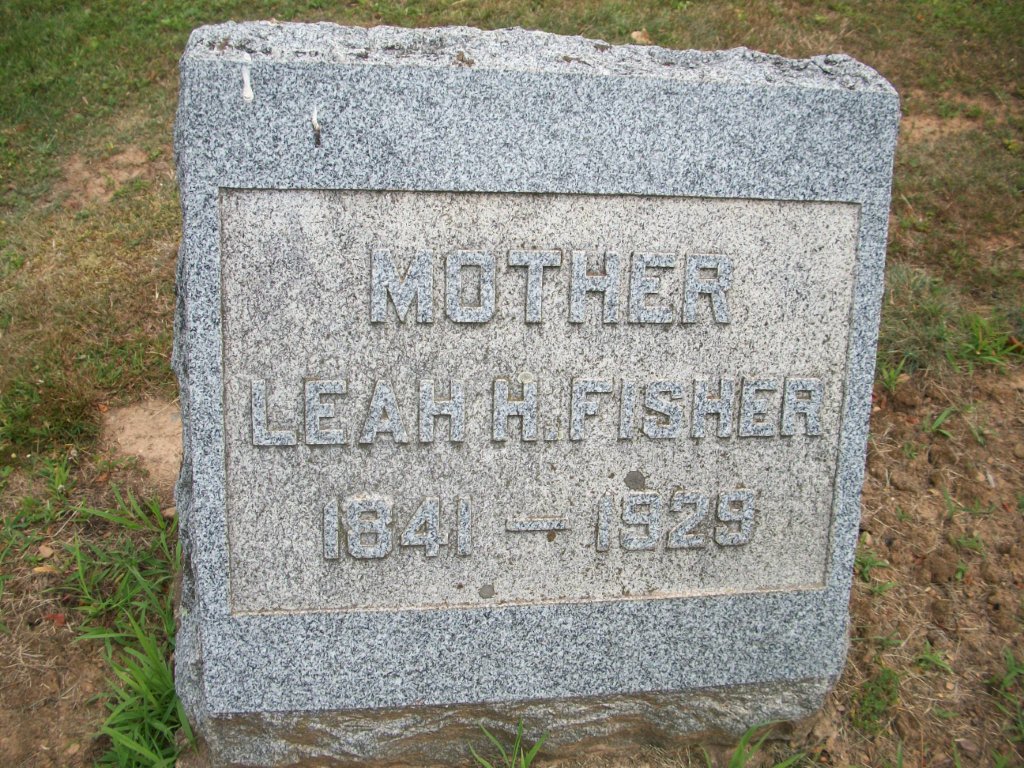 MOTHER
LEAH H. FISHER
1841 — 1929